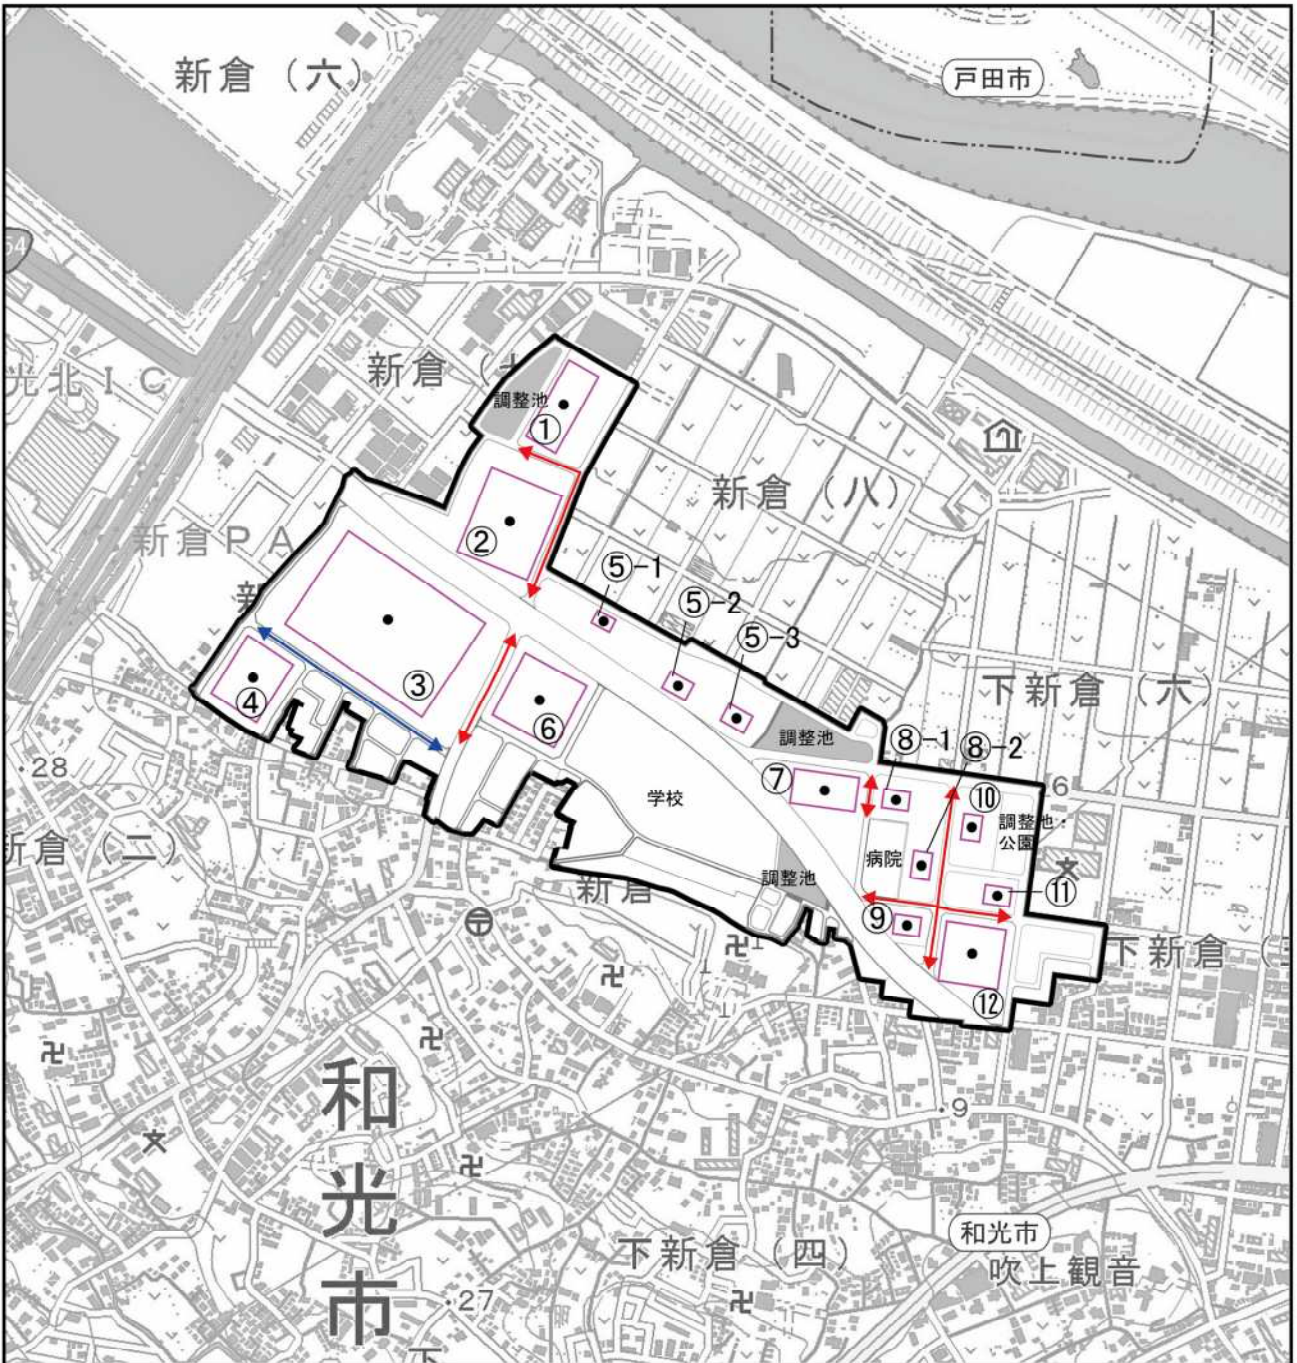 新倉（六）
戸田市
光北ＩＣ
新倉（
調整池
①
新倉（八）
新倉ＰＡ
②
⑤-1
⑤-2
⑤-3
新
③
④
⑥
下新倉（六）
調整池
⑧-1
⑧-2
⑦
⑩
6
28
学校
調整池・
公園
新倉（二）
病院
新倉
調整池
⑪
⑨
下新倉（
⑫
和光市
9
和光市
吹上観音
下新倉（四）
27